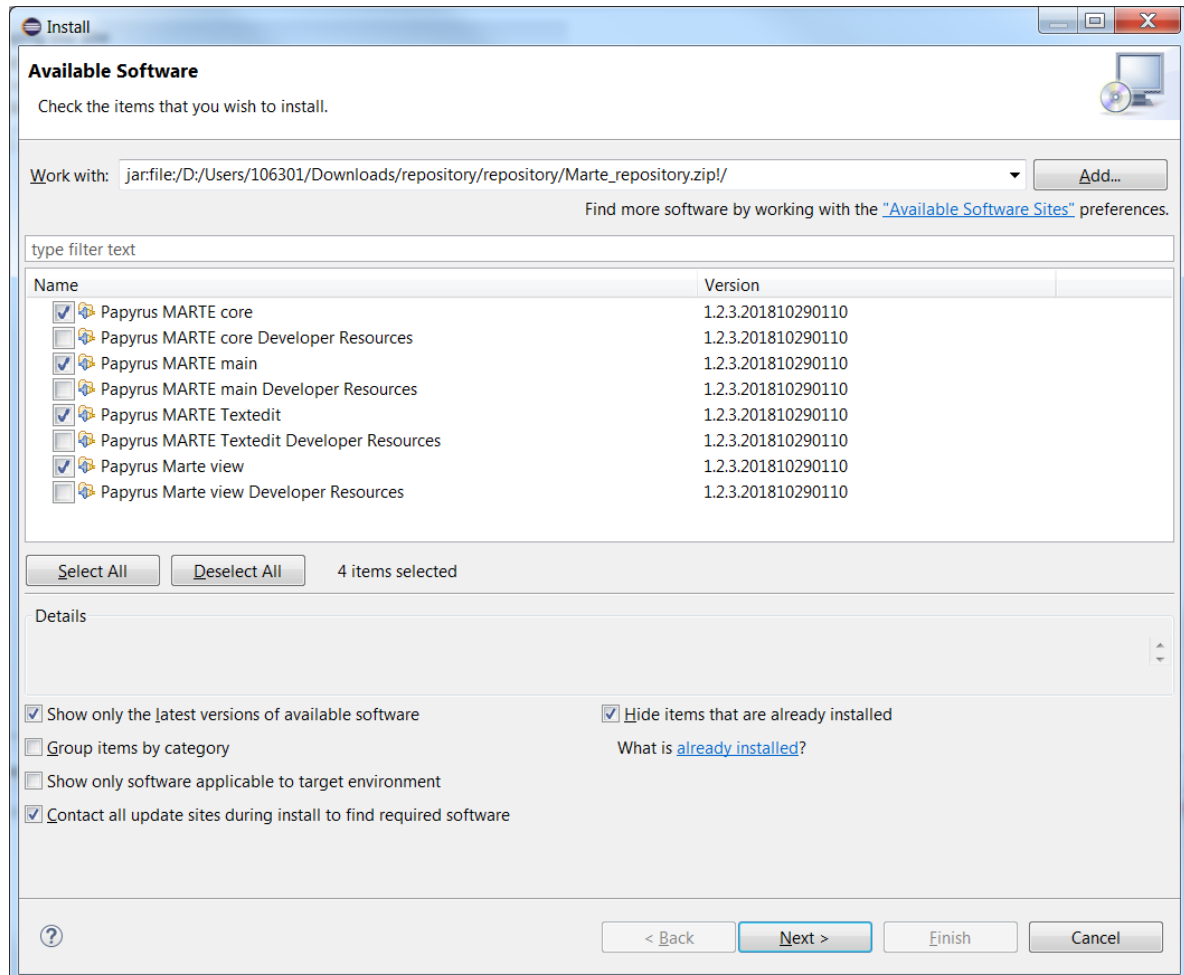 Install
Available Software
Check the items that you wish to install.
Work with: jar:file:/D:/Users/106301/Downloads/repository/repository/Marte_repository.zip!/ Add...
Find more software by working with the "Available Software Sites" preferences.
type filter text
Name Version
Papyrus MARTE core 1.2.3.201810290110
Papyrus MARTE core Developer Resources 1.2.3.201810290110
Papyrus MARTE main 1.2.3.201810290110
Papyrus MARTE main Developer Resources 1.2.3.201810290110
Papyrus MARTE Textedit 1.2.3.201810290110
Papyrus MARTE Textedit Developer Resources 1.2.3.201810290110
Papyrus Marte view 1.2.3.201810290110
Papyrus Marte view Developer Resources 1.2.3.201810290110
Select All Deselect All 4 items selected
Details
Show only the latest versions of available software Hide items that are already installed
Group items by category What is already installed?
Show only software applicable to target environment
Contact all update sites during install to find required software
? < Back Next > Finish Cancel